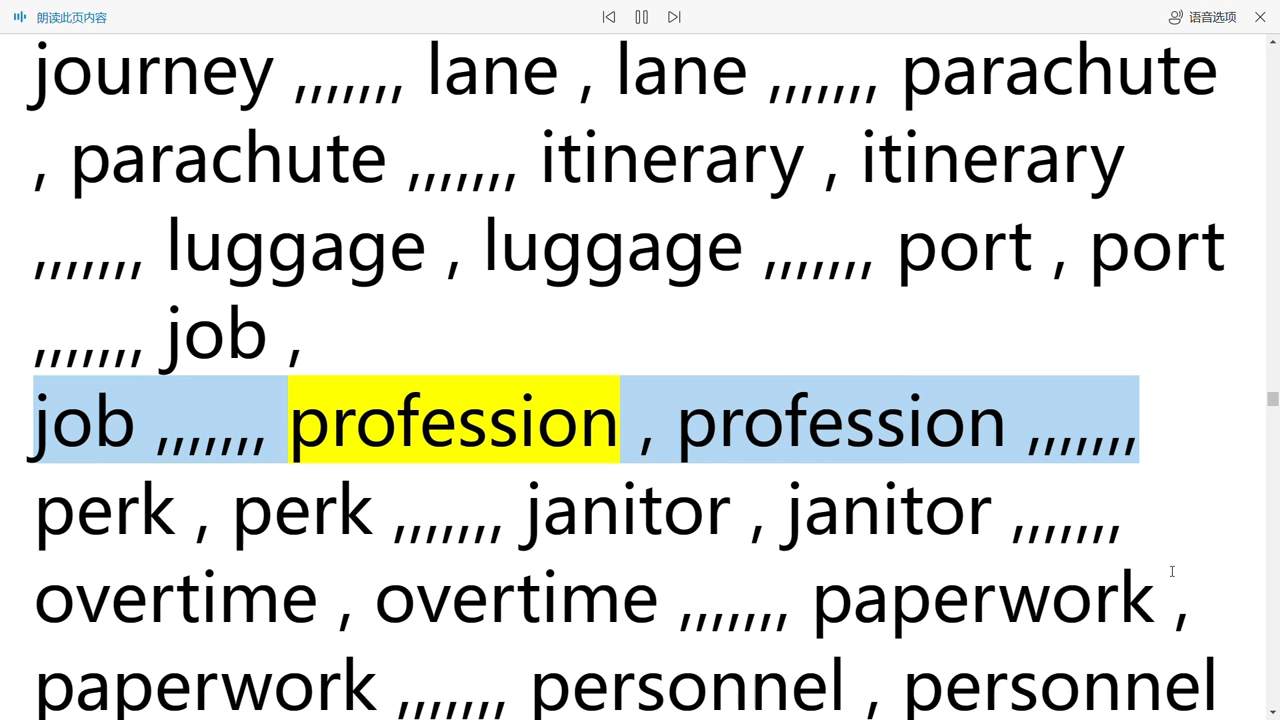 朗读此页内容
语音选项
journey ,,,,,,, lane , lane ,,,,,,, parachute
, parachute ,,,,,,, itinerary , itinerary
,,,,,,, luggage , luggage ,,,,,,, port , port
,,,,,,, job ,
job ,,,,,,, profession , profession ,,,,,,,
perk , perk ,,,,,,, janitor , janitor ,,,,,,,
overtime , overtime ,,,,,,, paperwork ,
paperwork ,,,,,,, personnel , personnel